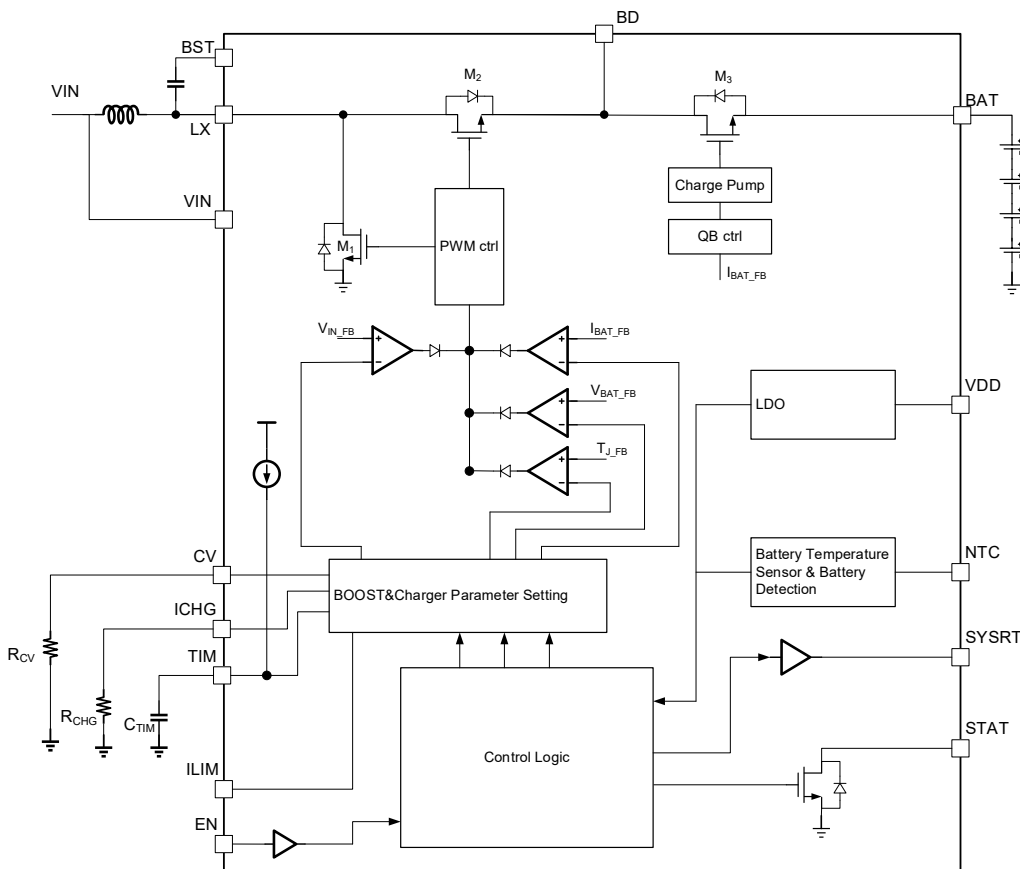 BD
BST
M2
M3
VIN
BAT
LX
Charge Pump
VIN
QB ctrl
M1
PWM ctrl
IBAT_FB
VIN_FB
+
-
IBAT_FB
+
-
VBAT_FB
+
-
LDO
VDD
TJ_FB
+
-
CV
BOOST&Charger Parameter Setting
Battery Temperature
Sensor & Battery
Detection
NTC
ICHG
SYSRT
RCV
TIM
RCHG
CTIM
STAT
Control Logic
ILIM
EN